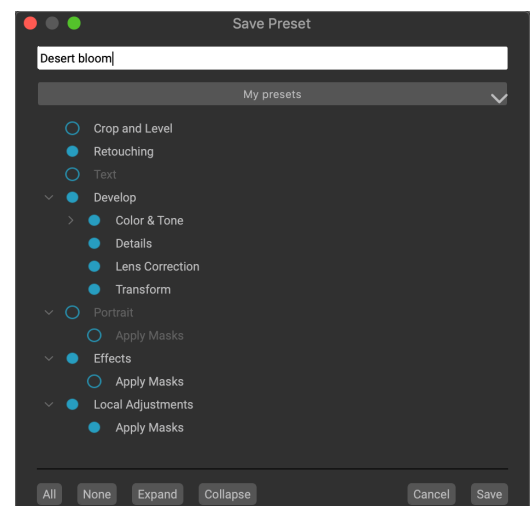 Save Preset
Desert bloom
My presets
Crop and Level
Retouching
Text
Develop
Color & Tone
Details
Lens Correction
Transform
Portrait
Apply Masks
Effects
Apply Masks
Local Adjustments
Apply Masks
All None Expand Collapse Cancel Save